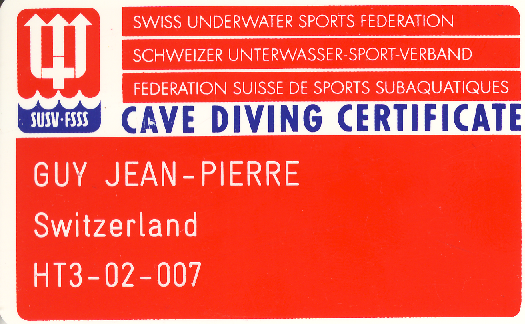 SWISS UNDERWATER SPORTS FEDERATION
SCHWEIZER UNTERWASSER-SPORT-VERBAND
FEDERATION SUISSE DE SPORTS SUBAQUATIQUES
SUSV·FSSS
CAVE DIVING CERTIFICATE
GUY JEAN-PIERRE
Switzerland
HT3-02-007